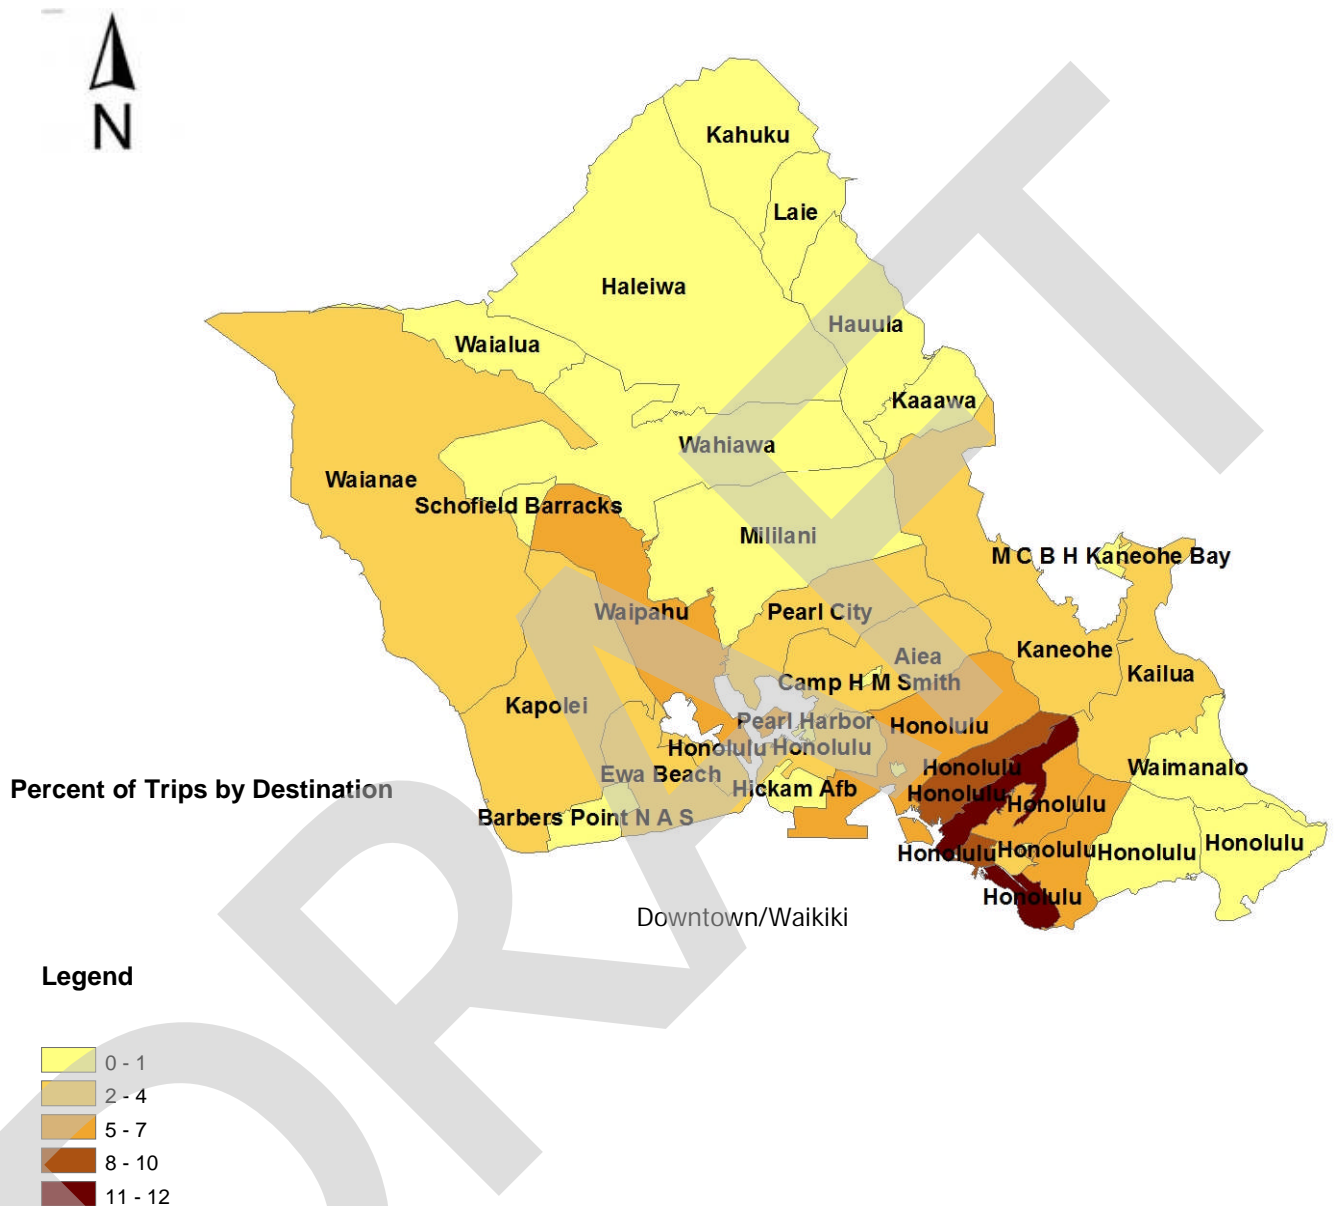 N
Kahuku
Laie
Haleiwa
Hauula
Waialua
Kaaawa
Wahiawa
Waianae
Schofield Barracks
Mililani
M C B H Kaneohe Bay
Waipahu
Pearl City
Kaneohe
Aiea
Kailua
Camp H M Smith
Kapolei
Pearl Harbor
Honolulu
Honolulu Honolulu
Honolulu
Waimanalo
Ewa Beach
Hickam Afb
Percent of Trips by Destination
Honolulu
Honolulu
Barbers Point N A S
Honolulu
Honolulu
Honolulu
Honolulu
Honolulu
Downtown/Waikiki
Legend
0 - 1
2 - 4
5 - 7
8 - 10
11 - 12
DRAFT